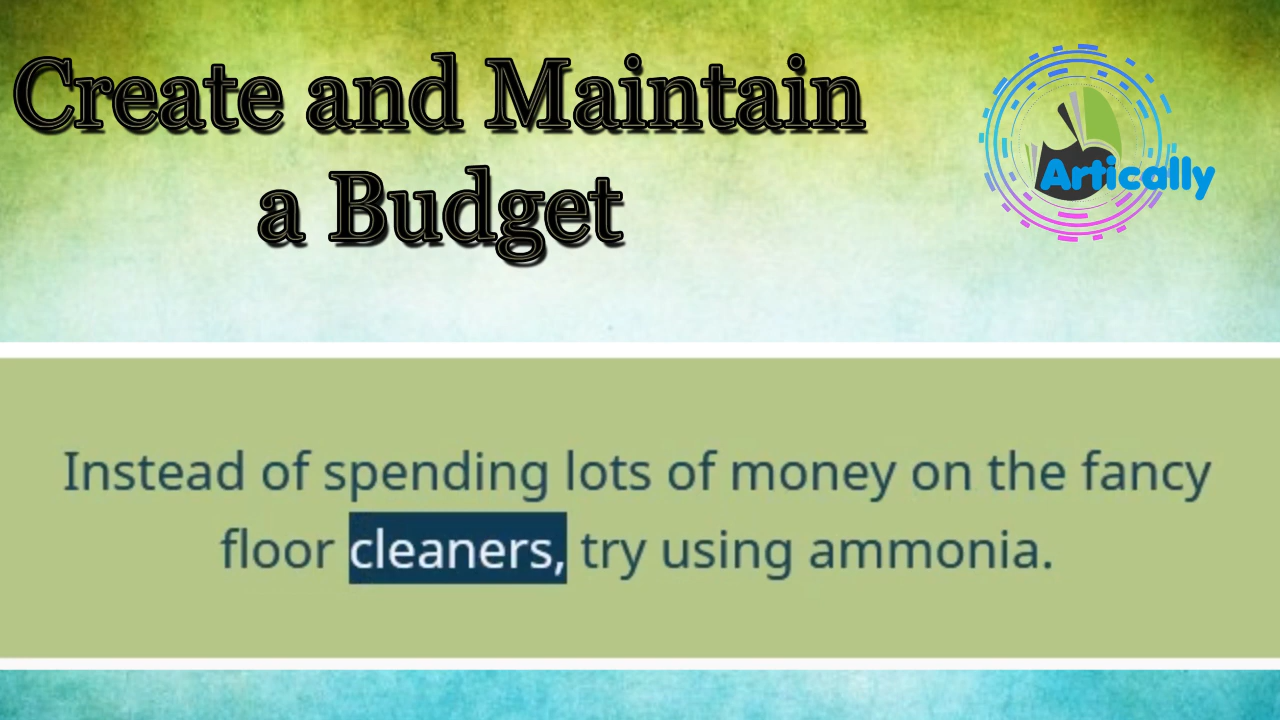 Create and Maintain
a Budget
Artically
Instead of spending lots of money on the fancy
floor cleaners, try using ammonia.